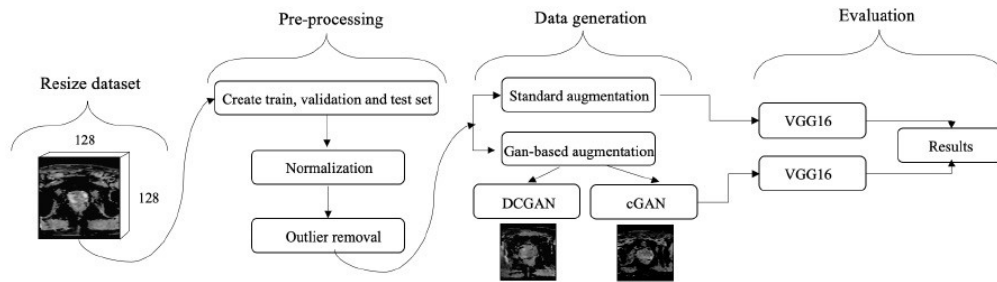 Resize dataset
128
128
Pre-processing
Create train, validation and test set
Normalization
Outlier removal
Data generation
Standard augmentation
Gan-based augmentation
DCGAN
cGAN
Evaluation
VGG16
VGG16
Results